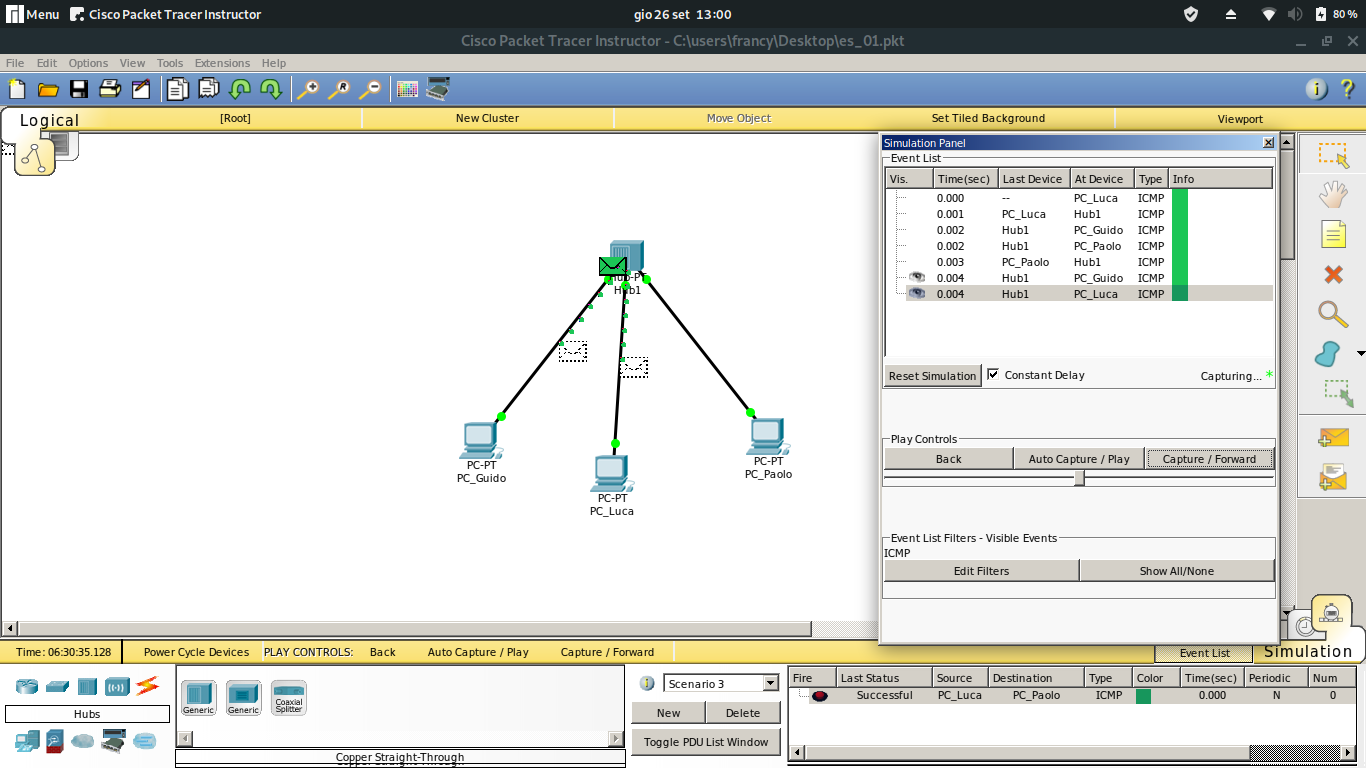 Menu Cisco Packet Tracer Instructor gio 26 set 13:00 80 %
Cisco Packet Tracer Instructor - C:\users\francy\Desktop\es_01.pkt
File Edit Options View Tools Extensions Help
Logical [Root] New Cluster Move Object Set Tiled Background Viewport
Hub-PT
Hub1
PC-PT
PC_Guido
PC-PT
PC_Luca
PC-PT
PC_Paolo
Simulation Panel
Event List
Vis. Time(sec) Last Device At Device Type Info
0.000 -- PC_Luca ICMP
0.001 PC_Luca Hub1 ICMP
0.002 Hub1 PC_Guido ICMP
0.002 Hub1 PC_Paolo ICMP
0.003 PC_Paolo Hub1 ICMP
0.004 Hub1 PC_Guido ICMP
0.004 Hub1 PC_Luca ICMP
Reset Simulation Constant Delay Capturing... *
Play Controls
Back Auto Capture / Play Capture / Forward
Event List Filters - Visible Events
ICMP
Edit Filters Show All/None
Time: 06:30:35.128 Power Cycle Devices PLAY CONTROLS: Back Auto Capture / Play Capture / Forward Event List Simulation
Hubs
Generic Generic Coaxial Splitter
Copper Straight-Through
Scenario 3
New Delete
Toggle PDU List Window
Fire Last Status Source Destination Type Color Time(sec) Periodic Num
Successful PC_Luca PC_Paolo ICMP 0.000 N 0